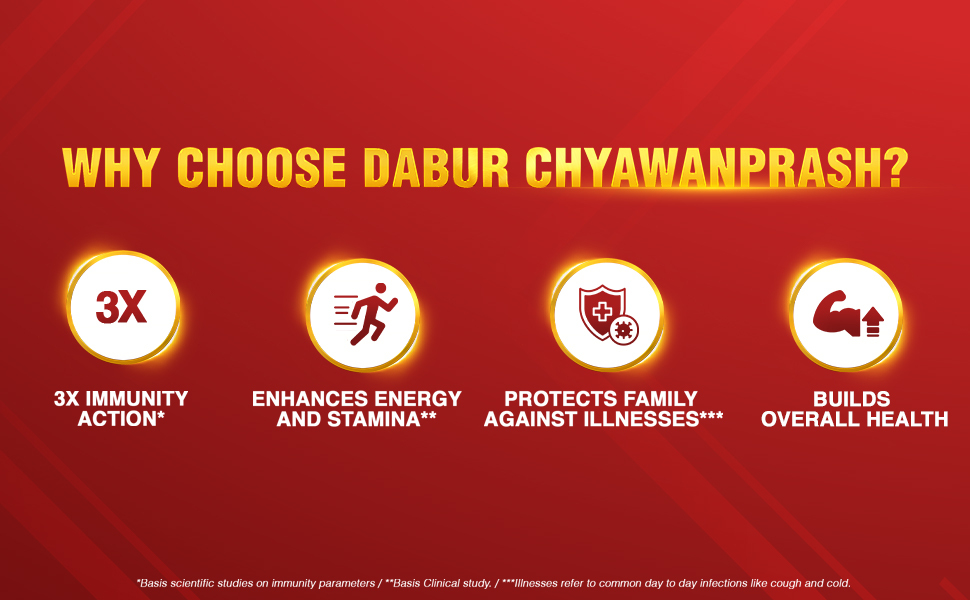 WHY CHOOSE DABUR CHYAWANPRASH?
3X
3X IMMUNITY
ACTION*
ENHANCES ENERGY
AND STAMINA**
PROTECTS FAMILY
AGAINST ILLNESSES***
BUILDS
OVERALL HEALTH
*Basis scientific studies on immunity parameters / **Basis Clinical study. / ***Illnesses refer to common day to day infections like cough and cold.